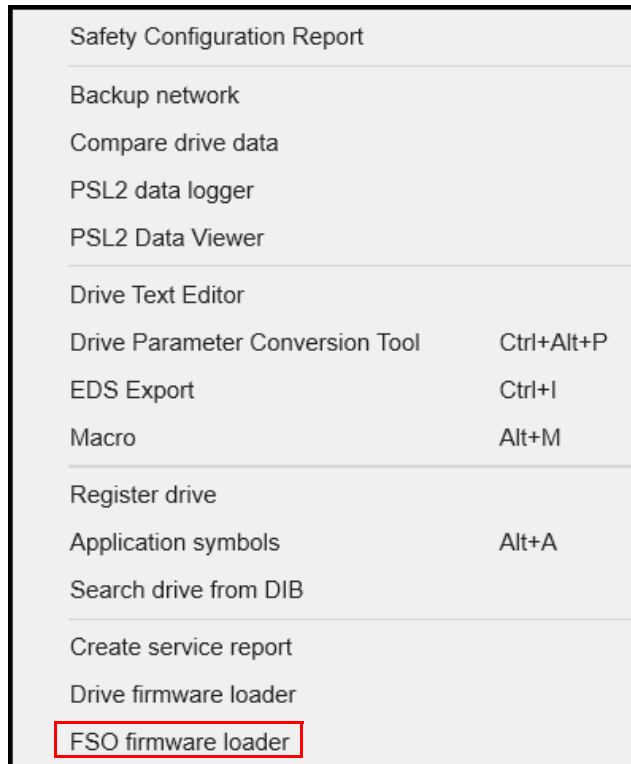 Safety Configuration Report
Backup network
Compare drive data
PSL2 data logger
PSL2 Data Viewer
Drive Text Editor
Drive Parameter Conversion Tool Ctrl+Alt+P
EDS Export Ctrl+I
Macro Alt+M
Register drive
Application symbols Alt+A
Search drive from DIB
Create service report
Drive firmware loader
FSO firmware loader